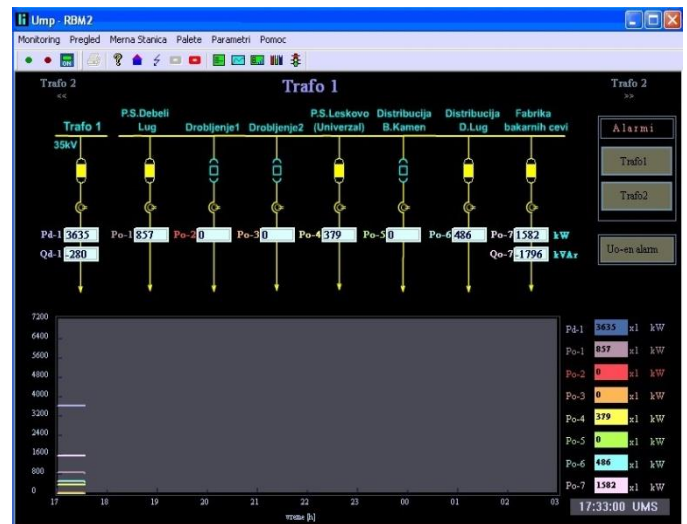 Ump - RBM2
Monitoring Pregled Merna Stanica Palete Parametri Pomoc
Trafo 2 Trafo 1 Trafo 2
<< >>
P.S.Debeli P.S.Leskovo Distribucija Distribucija Fabrika
Trafo 1 Lug Drobljenje1 Drobljenje2 (Univerzal) B.Kamen D.Lug bakarnih cevi
35kV
Alarmi
Trafo1
Trafo2
Uo-en alarm
Pd-1 3635 Po-1 857 Po-2 0 Po-3 0 Po-4 379 Po-5 0 Po-6 486 Po-7 1582 kW
Qd-1 -280 Qo-7 -1796 kVAr
7200
6400
5600
4800
4000
3200
2400
1600
800
0
17 18 19 20 21 22 23 00 01 02 03
vreme [h]
Pd-1 3635 x1 kW
Po-1 857 x1 kW
Po-2 0 x1 kW
Po-3 0 x1 kW
Po-4 379 x1 kW
Po-5 0 x1 kW
Po-6 486 x1 kW
Po-7 1582 x1 kW
17:33:00 UMS